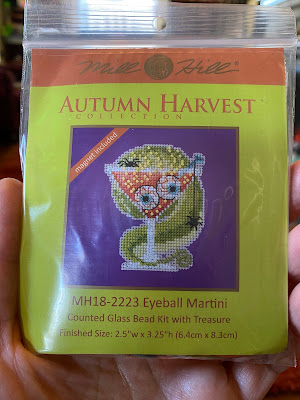 Mill Hill®
AUTUMN HARVEST
COLLECTION
magnet included
MH18-2223 Eyeball Martini
Counted Glass Bead Kit with Treasure
Finished Size: 2.5"w x 3.25"h (6.4cm x 8.3cm)